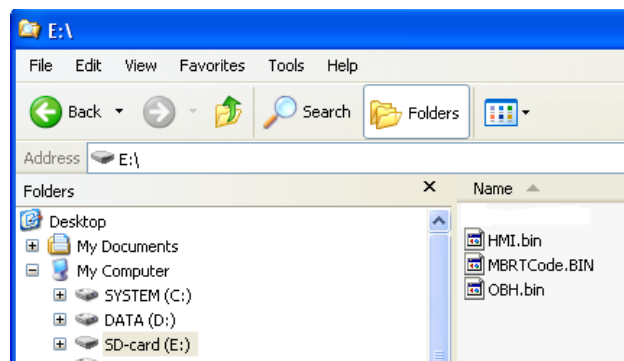 E:\
File Edit View Favorites Tools Help
Back Search Folders
Address E:\
Folders X Name
Desktop
My Documents
My Computer
SYSTEM (C:)
DATA (D:)
SD-card (E:)
HMI.bin
MBRTCode.BIN
OBH.bin